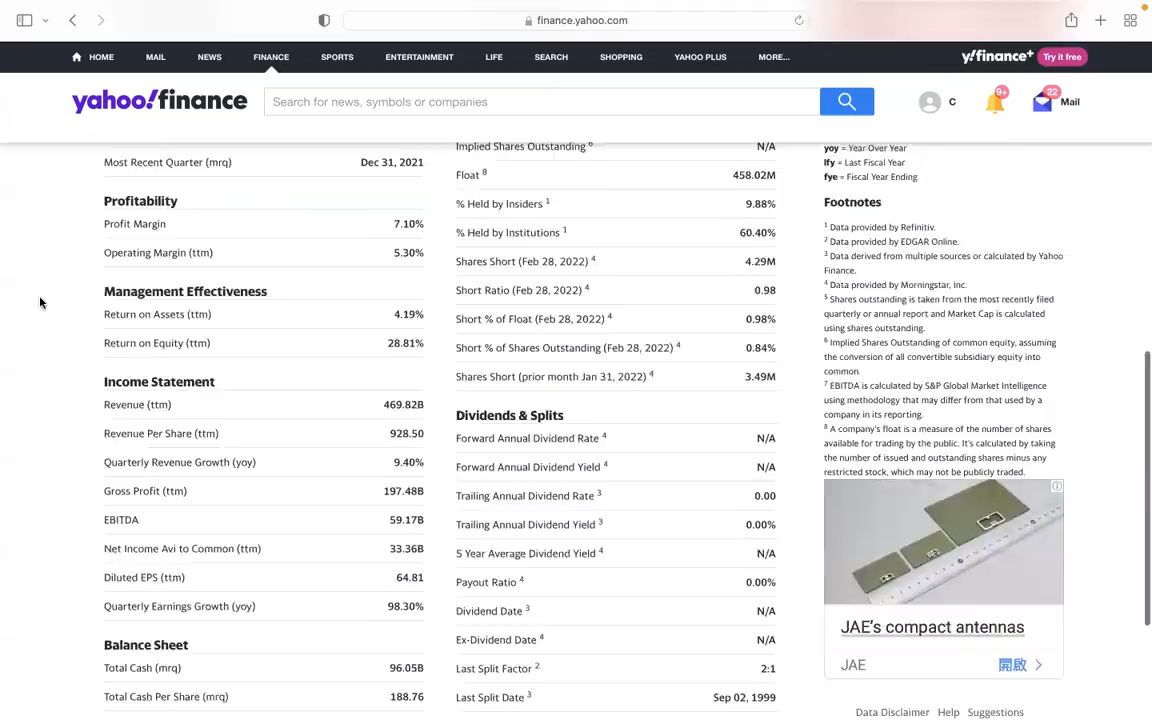 finance.yahoo.com
HOME MAIL NEWS FINANCE SPORTS ENTERTAINMENT LIFE SEARCH SHOPPING YAHOO PLUS MORE...
y!finance+ Try it free
yahoo!finance
Search for news, symbols or companies
C
9+
22
Mail
Most Recent Quarter (mrq) Dec 31, 2021
Profitability
Profit Margin 7.10%
Operating Margin (ttm) 5.30%
Management Effectiveness
Return on Assets (ttm) 4.19%
Return on Equity (ttm) 28.81%
Income Statement
Revenue (ttm) 469.82B
Revenue Per Share (ttm) 928.50
Quarterly Revenue Growth (yoy) 9.40%
Gross Profit (ttm) 197.48B
EBITDA 59.17B
Net Income Avi to Common (ttm) 33.36B
Diluted EPS (ttm) 64.81
Quarterly Earnings Growth (yoy) 98.30%
Balance Sheet
Total Cash (mrq) 96.05B
Total Cash Per Share (mrq) 188.76
Implied Shares Outstanding 6 N/A
Float 8 458.02M
% Held by Insiders 1 9.88%
% Held by Institutions 1 60.40%
Shares Short (Feb 28, 2022) 4 4.29M
Short Ratio (Feb 28, 2022) 4 0.98
Short % of Float (Feb 28, 2022) 4 0.98%
Short % of Shares Outstanding (Feb 28, 2022) 4 0.84%
Shares Short (prior month Jan 31, 2022) 4 3.49M
Dividends & Splits
Forward Annual Dividend Rate 4 N/A
Forward Annual Dividend Yield 4 N/A
Trailing Annual Dividend Rate 3 0.00
Trailing Annual Dividend Yield 3 0.00%
5 Year Average Dividend Yield 4 N/A
Payout Ratio 4 0.00%
Dividend Date 3 N/A
Ex-Dividend Date 4 N/A
Last Split Factor 2 2:1
Last Split Date 3 Sep 02, 1999
yoy = Year Over Year
lfy = Last Fiscal Year
fye = Fiscal Year Ending
Footnotes
1 Data provided by Refinitiv.
2 Data provided by EDGAR Online.
3 Data derived from multiple sources or calculated by Yahoo
Finance.
4 Data provided by Morningstar, Inc.
5 Shares outstanding is taken from the most recently filed
quarterly or annual report and Market Cap is calculated
using shares outstanding.
6 Implied Shares Outstanding of common equity, assuming
the conversion of all convertible subsidiary equity into
common.
7 EBITDA is calculated by S&P Global Market Intelligence
using methodology that may differ from that used by a
company in its reporting.
8 A company's float is a measure of the number of shares
available for trading by the public. It's calculated by taking
the number of issued and outstanding shares minus any
restricted stock, which may not be publicly traded.
JAE's compact antennas
JAE 開啟
Data Disclaimer Help Suggestions